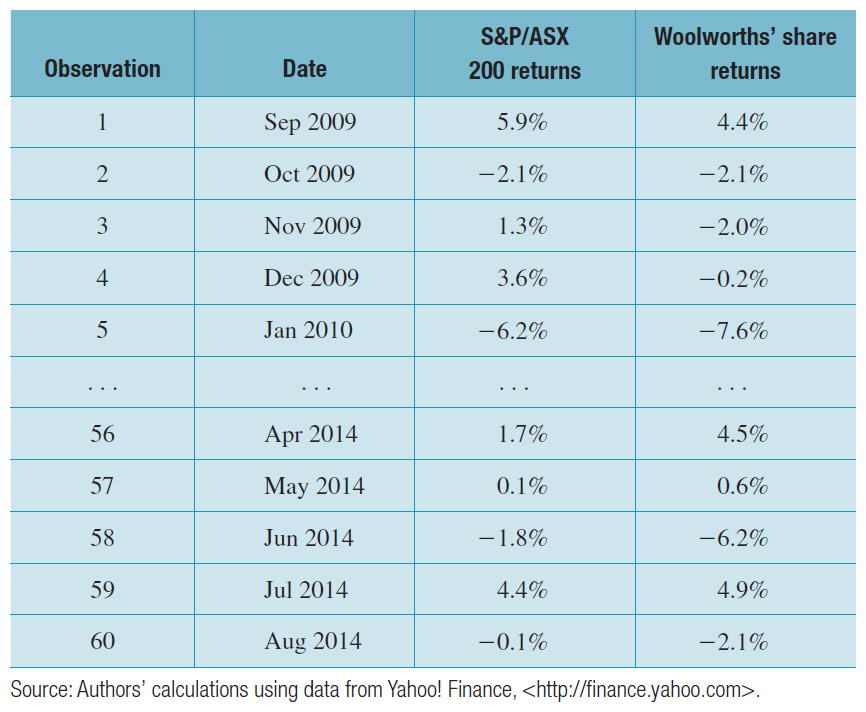 Observation Date S&P/ASX 200 returns Woolworths’ share returns
1 Sep 2009 5.9% 4.4%
2 Oct 2009 −2.1% −2.1%
3 Nov 2009 1.3% −2.0%
4 Dec 2009 3.6% −0.2%
5 Jan 2010 −6.2% −7.6%
. . . . . . . . . . . .
56 Apr 2014 1.7% 4.5%
57 May 2014 0.1% 0.6%
58 Jun 2014 −1.8% −6.2%
59 Jul 2014 4.4% 4.9%
60 Aug 2014 −0.1% −2.1%
Source: Authors’ calculations using data from Yahoo! Finance, <http://finance.yahoo.com>.